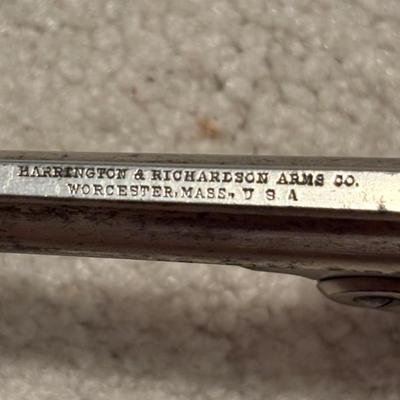 HARRINGTON & RICHARDSON ARMS CO.
WORCESTER, MASS., U S A